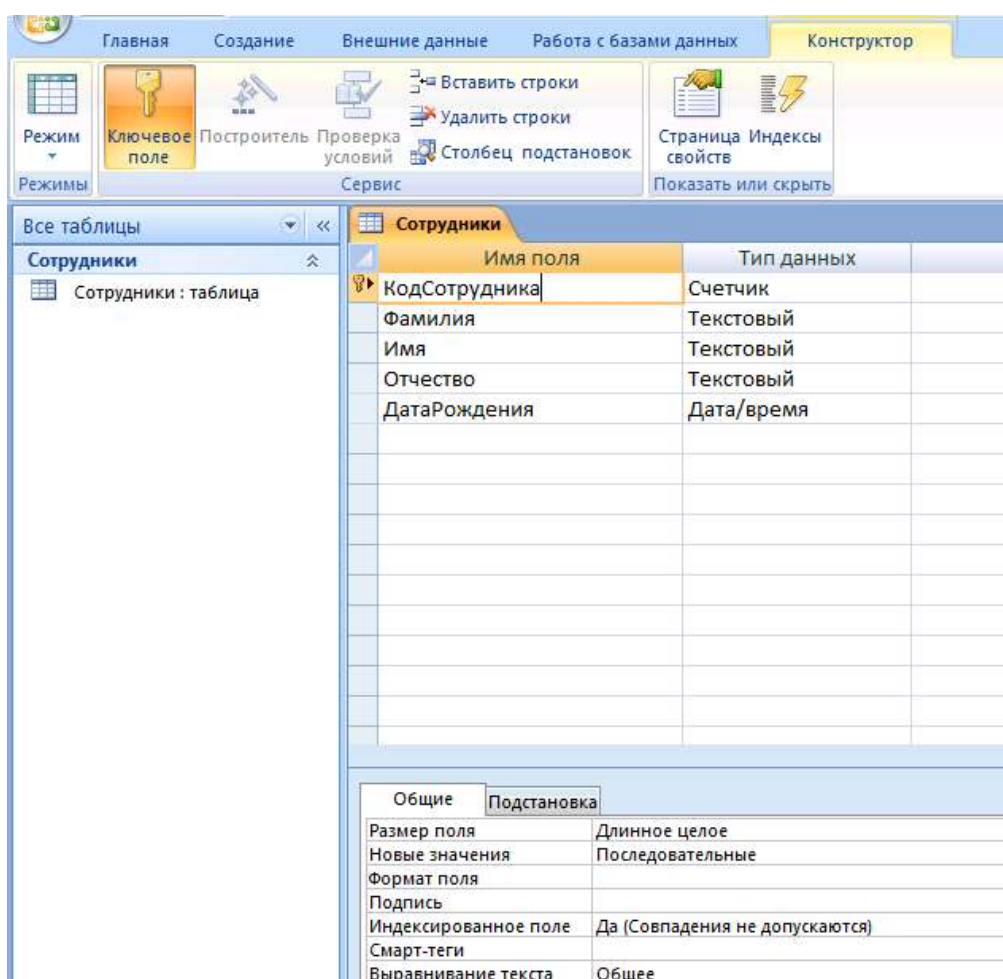 Главная Создание Внешние данные Работа с базами данных Конструктор
Режим
Ключевое поле
Построитель
Проверка условий
Вставить строки
Удалить строки
Столбец подстановок
Страница свойств
Индексы
Режимы Сервис Показать или скрыть
Все таблицы
Сотрудники
Сотрудники : таблица
Сотрудники
Имя поля Тип данных
КодСотрудника Счетчик
Фамилия Текстовый
Имя Текстовый
Отчество Текстовый
ДатаРождения Дата/время
Общие Подстановка
Размер поля Длинное целое
Новые значения Последовательные
Формат поля
Подпись
Индексированное поле Да (Совпадения не допускаются)
Смарт-теги
Выравнивание текста Общее